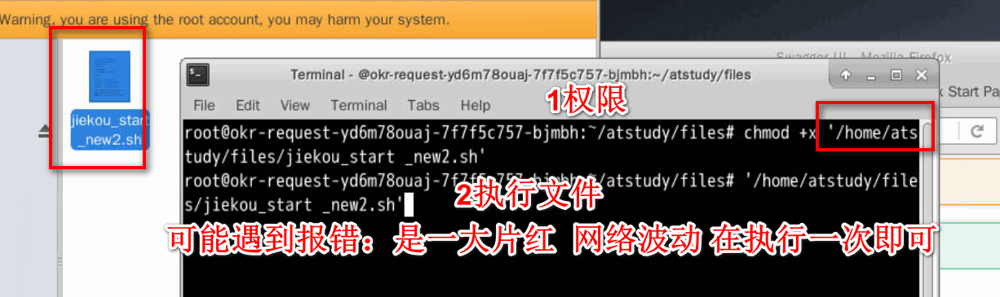 Warning, you are using the root account, you may harm your system.
Swagger UI - Mozilla Firefox
Terminal - @okr-request-yd6m78ouaj-7f7f5c757-bjmbh:~/atstudy/files
x Start Pa
File Edit View Terminal Tabs Help
1权限
jiekou_start
_new2.sh
root@okr-request-yd6m78ouaj-7f7f5c757-bjmbh:~/atstudy/files# chmod +x '/home/ats
tudy/files/jiekou_start _new2.sh'
root@okr-request-yd6m78ouaj-7f7f5c757-bjmbh:~/atstudy/files# '/home/atstudy/file
s/jiekou_start _new2.sh'
2执行文件
可能遇到报错：是一大片红 网络波动 在执行一次即可